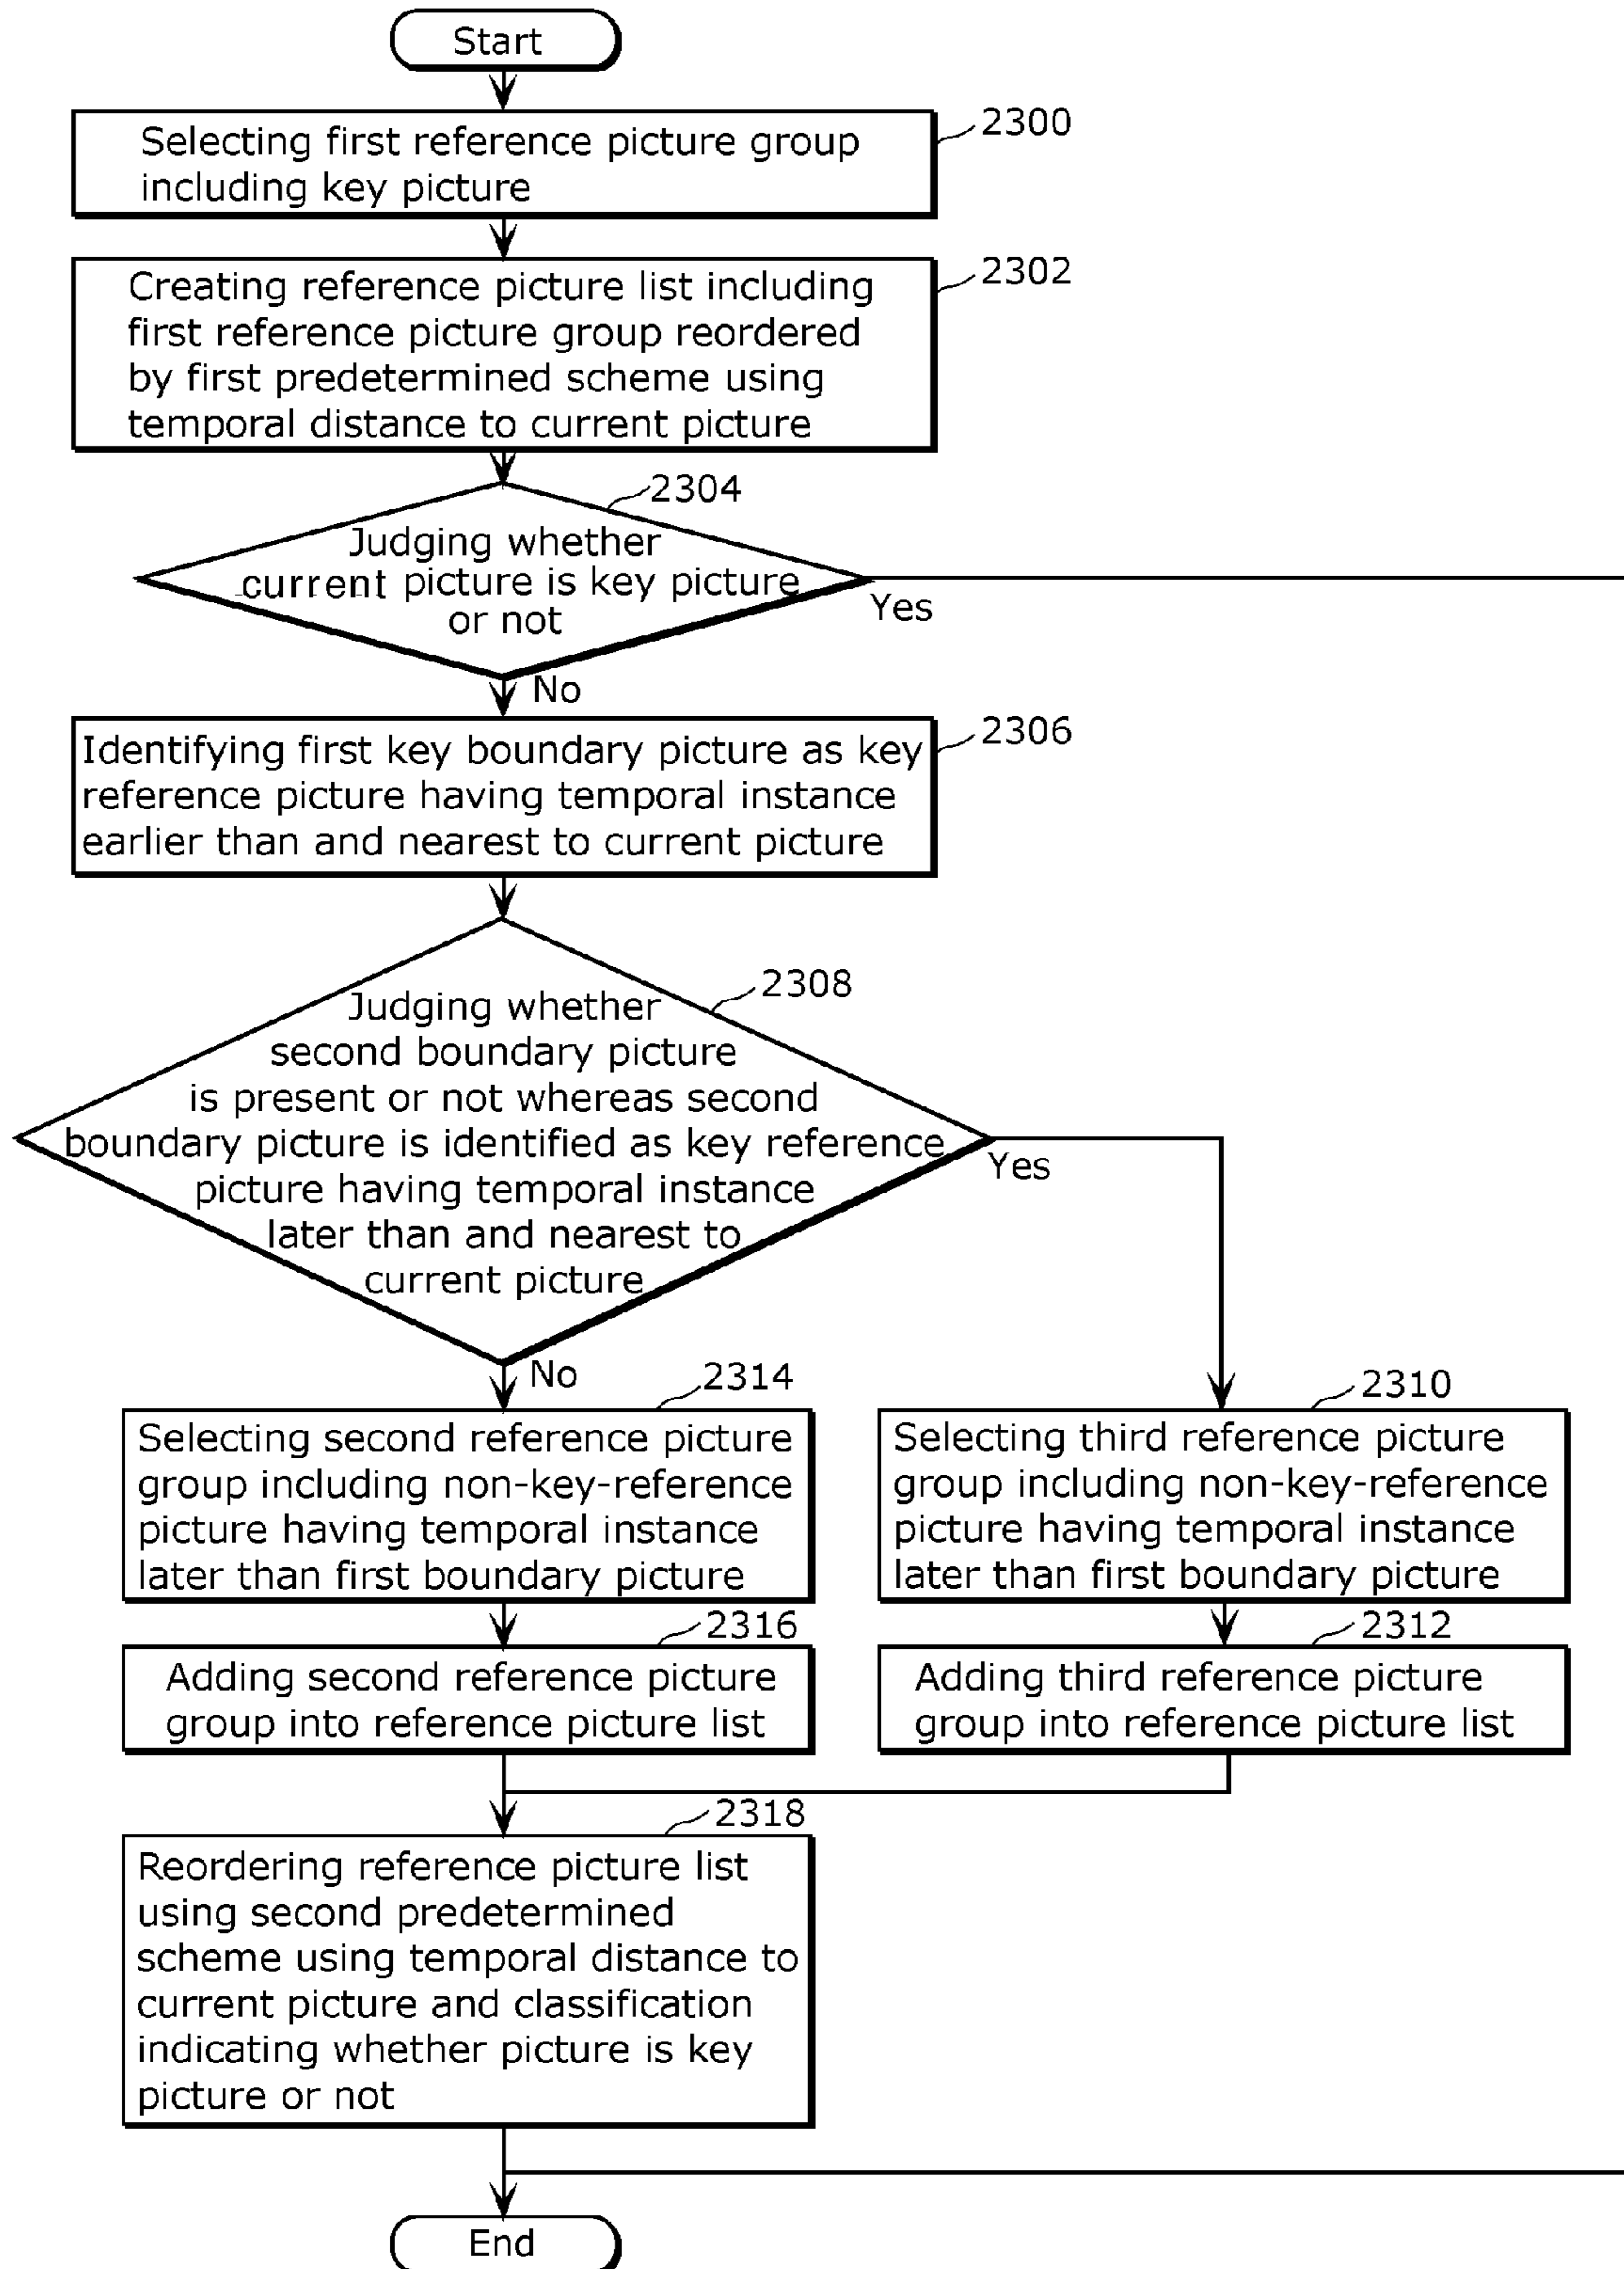 Start
2300
Selecting first reference picture group
including key picture
2302
Creating reference picture list including
first reference picture group reordered
by first predetermined scheme using
temporal distance to current picture
2304
Judging whether
current picture is key picture
or not
Yes
No
2306
Identifying first key boundary picture as key
reference picture having temporal instance
earlier than and nearest to current picture
2308
Judging whether
second boundary picture
is present or not whereas second
boundary picture is identified as key reference
picture having temporal instance
later than and nearest to
current picture
Yes
No
2314
Selecting second reference picture
group including non-key-reference
picture having temporal instance
later than first boundary picture
2310
Selecting third reference picture
group including non-key-reference
picture having temporal instance
later than first boundary picture
2316
Adding second reference picture
group into reference picture list
2312
Adding third reference picture
group into reference picture list
2318
Reordering reference picture list
using second predetermined
scheme using temporal distance to
current picture and classification
indicating whether picture is key
picture or not
End